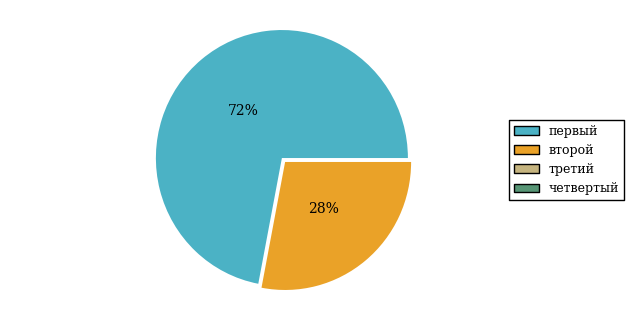 72%
28%
первый
второй
третий
четвертый